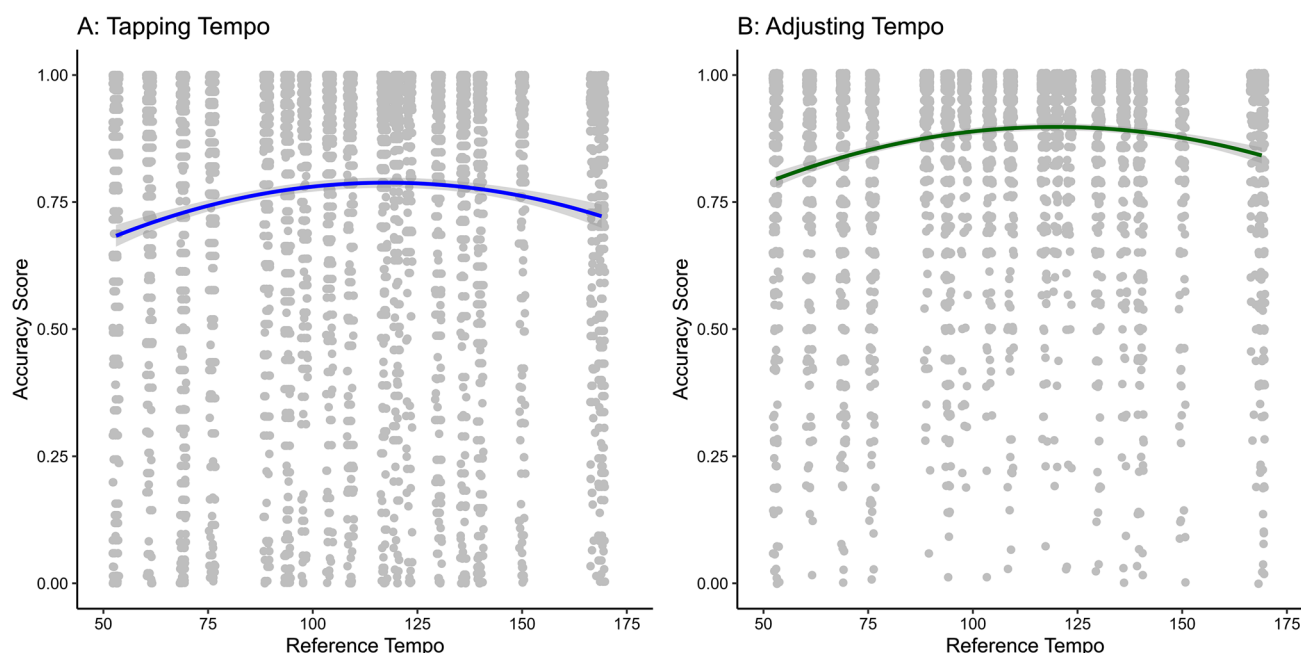 A: Tapping Tempo
Accuracy Score
1.00
0.75
0.50
0.25
0.00
50 75 100 125 150 175
Reference Tempo
B: Adjusting Tempo
Accuracy Score
1.00
0.75
0.50
0.25
0.00
50 75 100 125 150 175
Reference Tempo